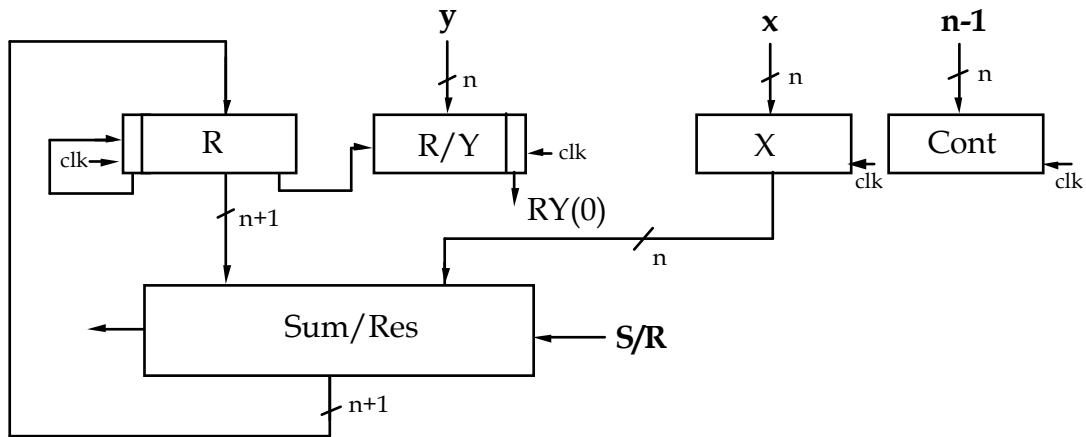 y
x
n-1
n
n
n
clk
R
R/Y
clk
X
clk
Cont
clk
n+1
RY(0)
n
Sum/Res
S/R
n+1